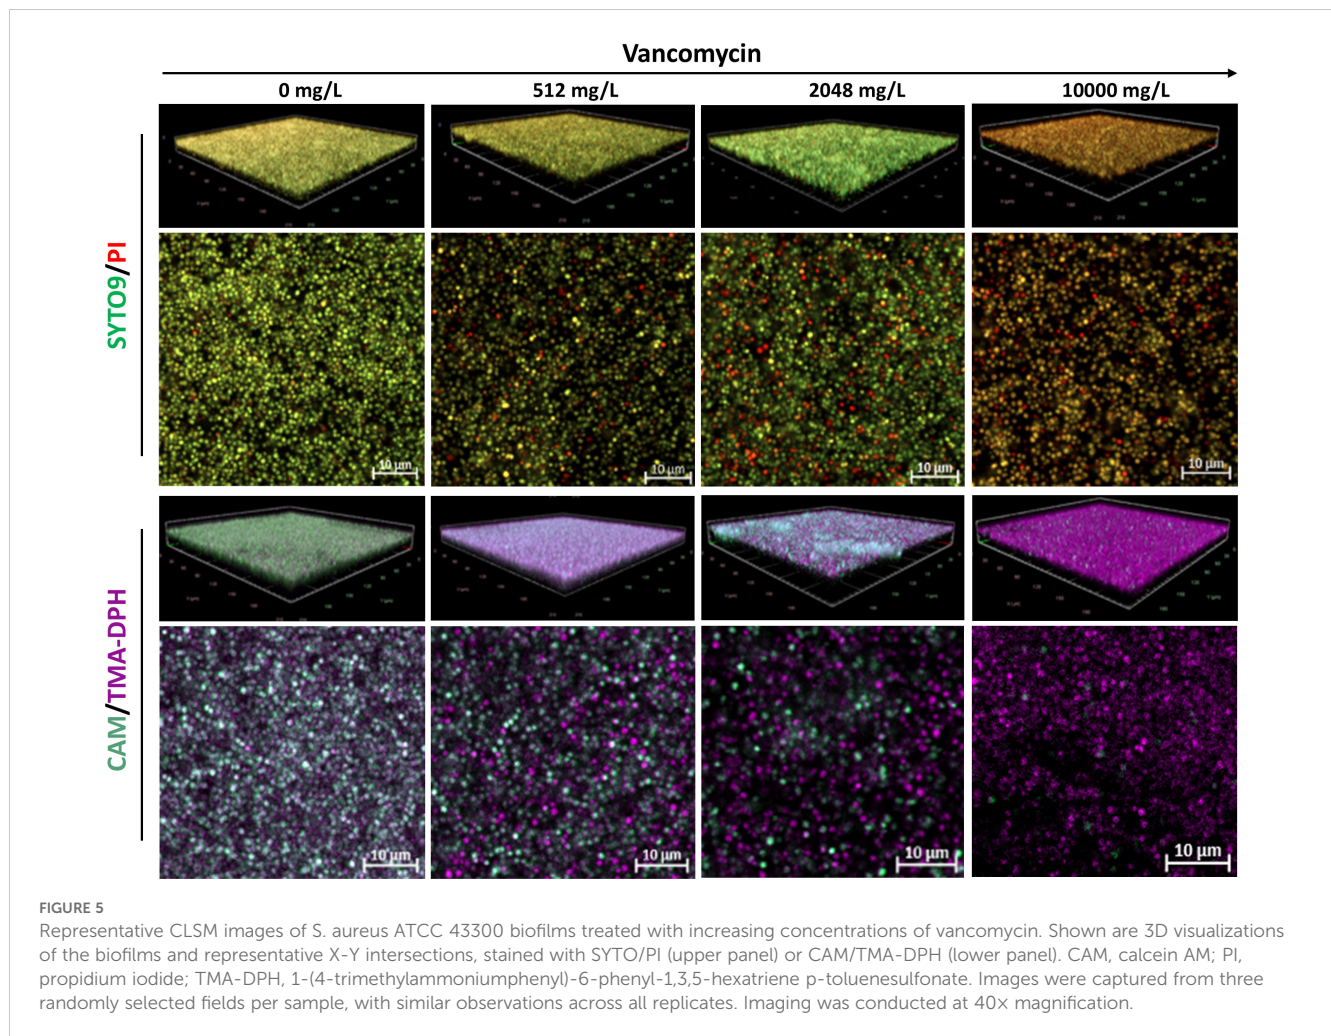 Vancomycin
0 mg/L 512 mg/L 2048 mg/L 10000 mg/L
SYTO9/PI
10 µm 10 µm 10 µm 10 µm
CAM/TMA-DPH
10 µm 10 µm 10 µm 10 µm
FIGURE 5
Representative CLSM images of S. aureus ATCC 43300 biofilms treated with increasing concentrations of vancomycin. Shown are 3D visualizations
of the biofilms and representative X-Y intersections, stained with SYTO/PI (upper panel) or CAM/TMA-DPH (lower panel). CAM, calcein AM; PI,
propidium iodide; TMA-DPH, 1-(4-trimethylammoniumphenyl)-6-phenyl-1,3,5-hexatriene p-toluenesulfonate. Images were captured from three
randomly selected fields per sample, with similar observations across all replicates. Imaging was conducted at 40× magnification.